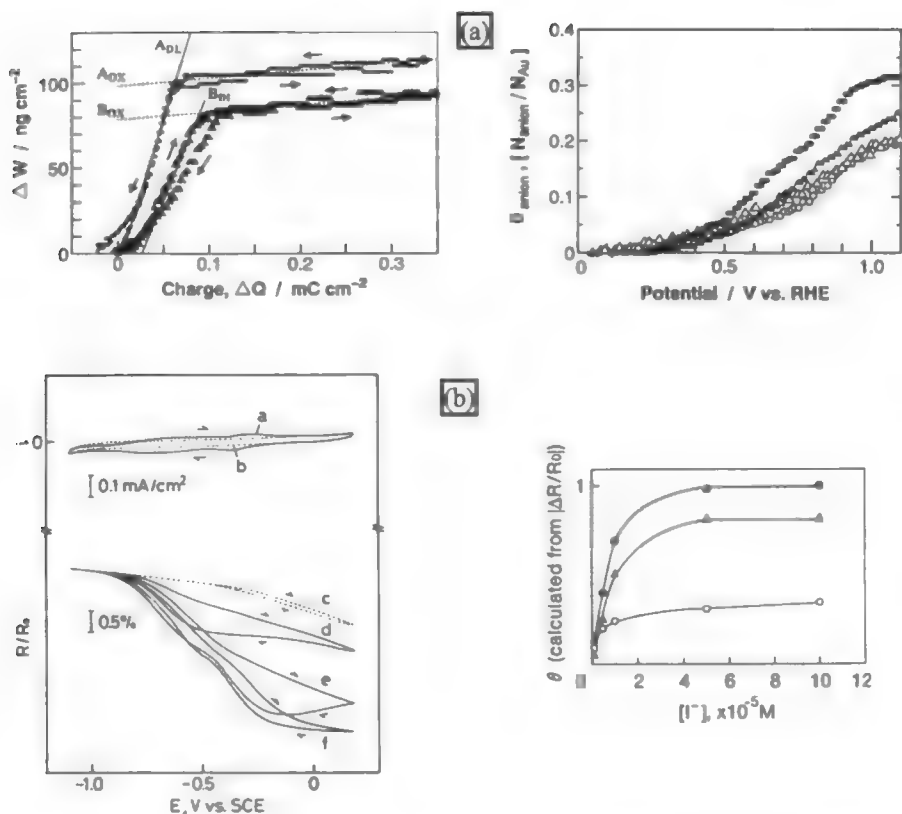 (a)
A_DL
A_OX
B_IH
B_OX
100
50
0
0
0.1
0.2
0.3
ΔW / ng cm⁻²
Charge, ΔQ / mC cm⁻²
0.4
0.3
0.2
0.1
0
0
0.5
1.0
anion, [ N_anion / N_Au ]
Potential / V vs. RHE
(b)
0
a
b
0.1 mA/cm²
c
d
e
f
0.5%
R/R₀
-1.0
-0.5
0
E, V vs. SCE
1
θ (calculated from |ΔR/R₀|)
2
4
6
8
10
12
[I⁻], x10⁻⁵M